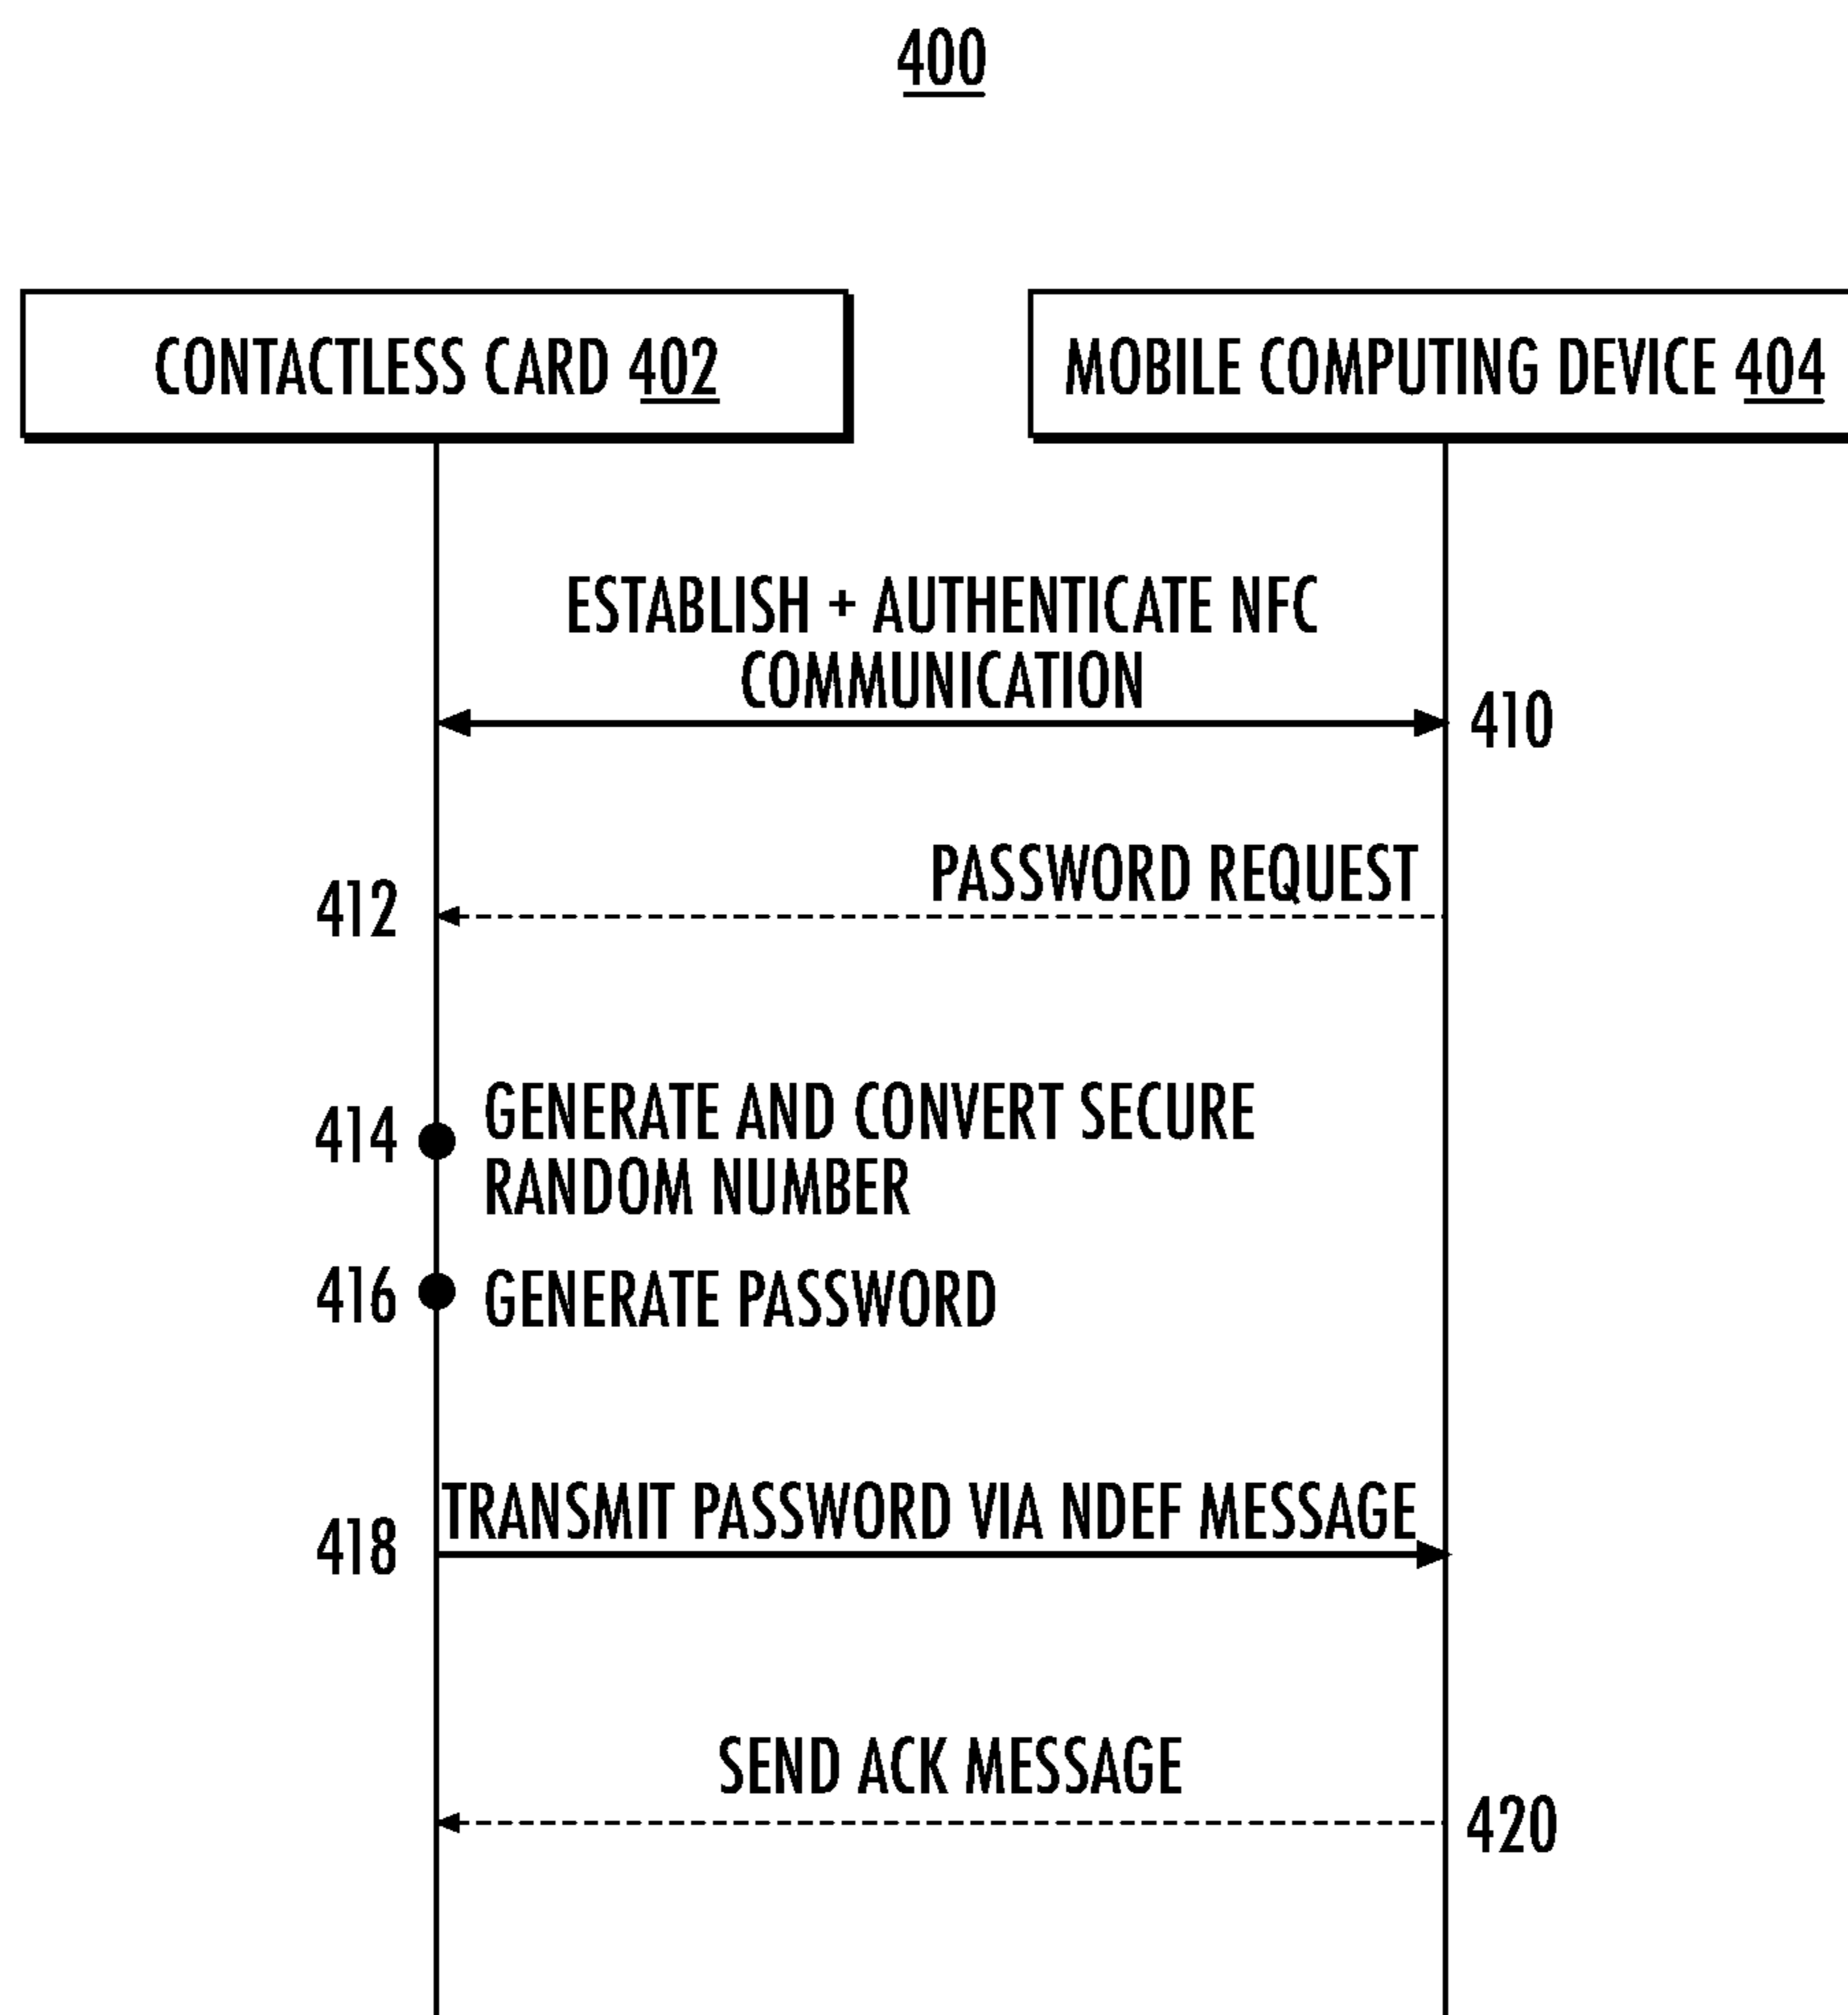 400
CONTACTLESS CARD 402
MOBILE COMPUTING DEVICE 404
ESTABLISH + AUTHENTICATE NFC
COMMUNICATION
410
PASSWORD REQUEST
412
414
GENERATE AND CONVERT SECURE
RANDOM NUMBER
416
GENERATE PASSWORD
TRANSMIT PASSWORD VIA NDEF MESSAGE
418
SEND ACK MESSAGE
420